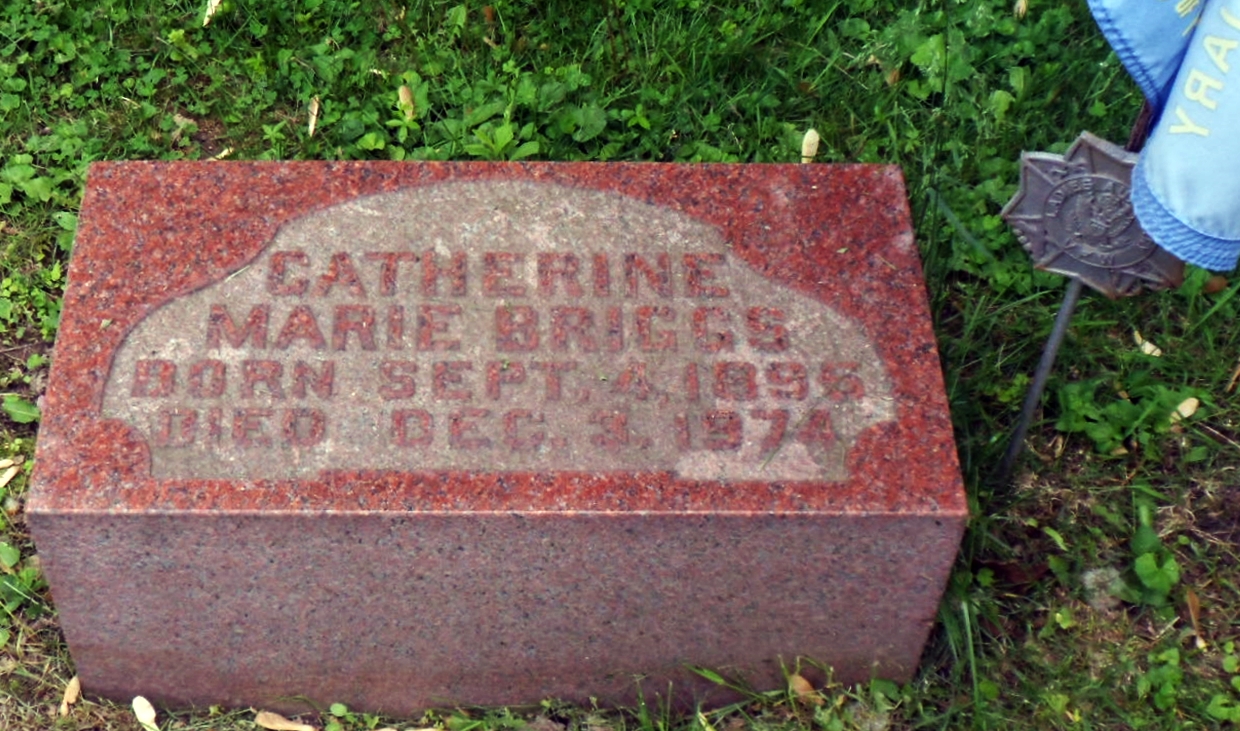 CATHERINE
MARIE BRIGGS
BORN SEPT. 4, 1895
DIED DEC. 3, 1974